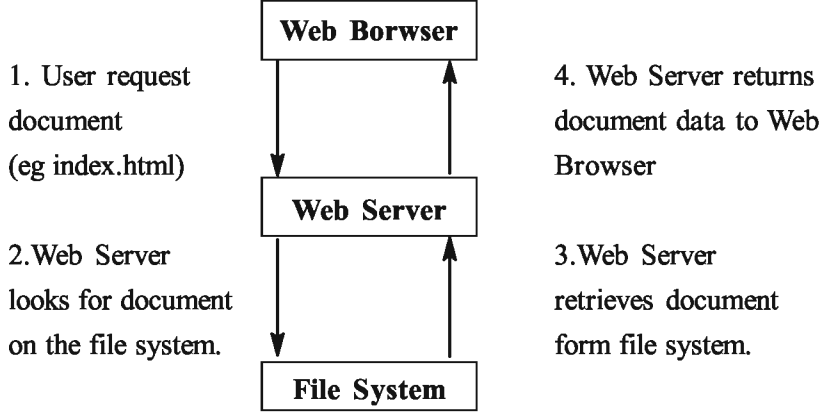 Web Borwser
1. User request
document
(eg index.html)
4. Web Server returns
document data to Web
Browser
Web Server
2.Web Server
looks for document
on the file system.
3.Web Server
retrieves document
form file system.
File System